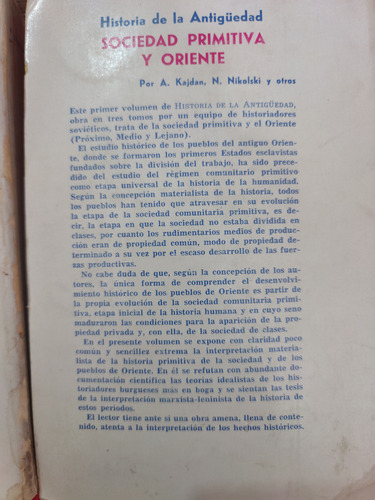 Historia de la Antigüedad
SOCIEDAD PRIMITIVA
Y ORIENTE
Por A. Kajdan, N. Nikolski y otros
Este primer volumen de HISTORIA DE LA ANTIGÜEDAD,
obra en tres tomos por un equipo de historiadores
soviéticos, trata de la sociedad primitiva y el Oriente
(Próximo, Medio y Lejano).
El estudio histórico de los pueblos del antiguo Orien-
te, donde se formaron los primeros Estados esclavistas
fundados sobre la división del trabajo, ha sido prece-
dido del estudio del régimen comunitario primitivo
como etapa universal de la historia de la humanidad.
Según la concepción materialista de la historia, todos
los pueblos han tenido que atravesar en su evolución
la etapa de la sociedad comunitaria primitiva, es de-
cir, la etapa en que la sociedad no estaba dividida en
clases, por cuanto los rudimentarios medios de produc-
ción eran de propiedad común, modo de propiedad de-
terminado a su vez por el escaso desarrollo de las fuer-
zas productivas.
No cabe duda de que, según la concepción de los au-
tores, la única forma de comprender el desenvolvi-
miento histórico de los pueblos de Oriente es partir de
la propia evolución de la sociedad comunitaria primi-
tiva, etapa inicial de la historia humana y en cuyo seno
maduraron las condiciones para la aparición de la pro-
piedad privada y, con ella, de la sociedad de clases.
En el presente volumen se expone con claridad poco
común y sencillez extrema la interpretación materia-
lista de la historia primitiva de la sociedad y de los
pueblos de Oriente. En él se refutan con abundante do-
cumentación científica las teorías idealistas de los his-
toriadores burgueses más en boga y se sientan las tesis
de la interpretación marxista-leninista de la historia de
estos períodos.
El lector tiene ante sí una obra amena, llena de conte-
nido, atenta a la interpretación de los hechos históricos.